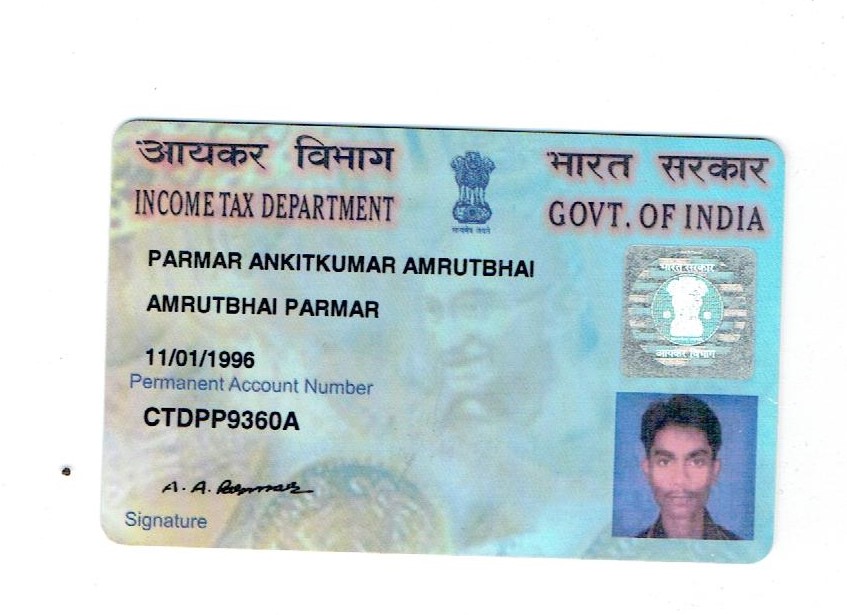 आयकर विभाग
INCOME TAX DEPARTMENT
सत्यमेव जयते
भारत सरकार
GOVT. OF INDIA
PARMAR ANKITKUMAR AMRUTBHAI
AMRUTBHAI PARMAR
11/01/1996
Permanent Account Number
CTDPP9360A
A. A. Parmar
Signature
भारत सरकार
आयकर विभाग